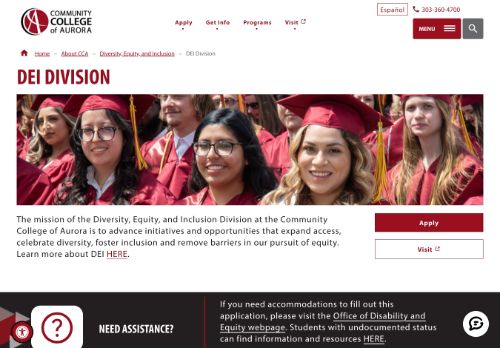 Español
303-360-4700
COMMUNITY
COLLEGE
of AURORA
Apply
Get Info
Programs
Visit
MENU
Home » About CCA » Diversity, Equity, and Inclusion » DEI Division
DEI DIVISION
The mission of the Diversity, Equity, and Inclusion Division at the Community
College of Aurora is to advance initiatives and opportunities that expand access,
celebrate diversity, foster inclusion and remove barriers in our pursuit of equity.
Learn more about DEI HERE.
Apply
Visit
NEED ASSISTANCE?
If you need accommodations to fill out this
application, please visit the Office of Disability and
Equity webpage. Students with undocumented status
can find information and resources HERE.